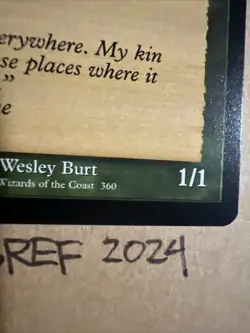 erywhere. My kin
se places where it
”
e
Wesley Burt
Wizards of the Coast 360
1/1
REF 2024